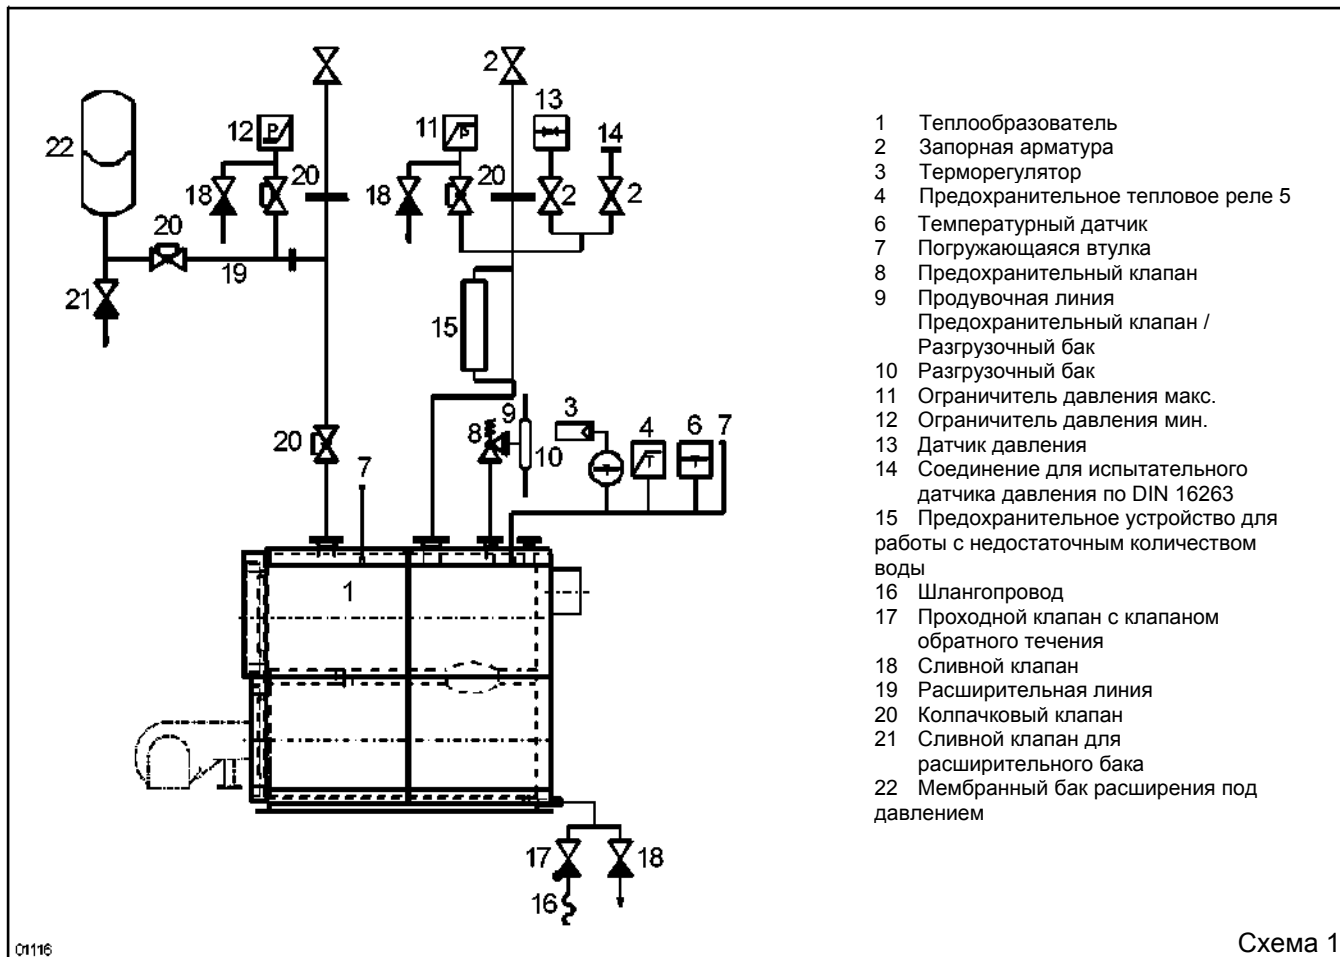 2
13
22
12
P
11
P
14
18
20
18
20
2
2
20
19
21
15
20
7
8
9
10
3
4
T
6
T
7
T
1
17
18
16
01116
1 Теплообразователь
2 Запорная арматура
3 Терморегулятор
4 Предохранительное тепловое реле 5
6 Температурный датчик
7 Погружающаяся втулка
8 Предохранительный клапан
9 Продувочная линия
Предохранительный клапан /
Разгрузочный бак
10 Разгрузочный бак
11 Ограничитель давления макс.
12 Ограничитель давления мин.
13 Датчик давления
14 Соединение для испытательного
датчика давления по DIN 16263
15 Предохранительное устройство для
работы с недостаточным количеством
воды
16 Шлангопровод
17 Проходной клапан с клапаном
обратного течения
18 Сливной клапан
19 Расширительная линия
20 Колпачковый клапан
21 Сливной клапан для
расширительного бака
22 Мембранный бак расширения под
давлением
Схема 1